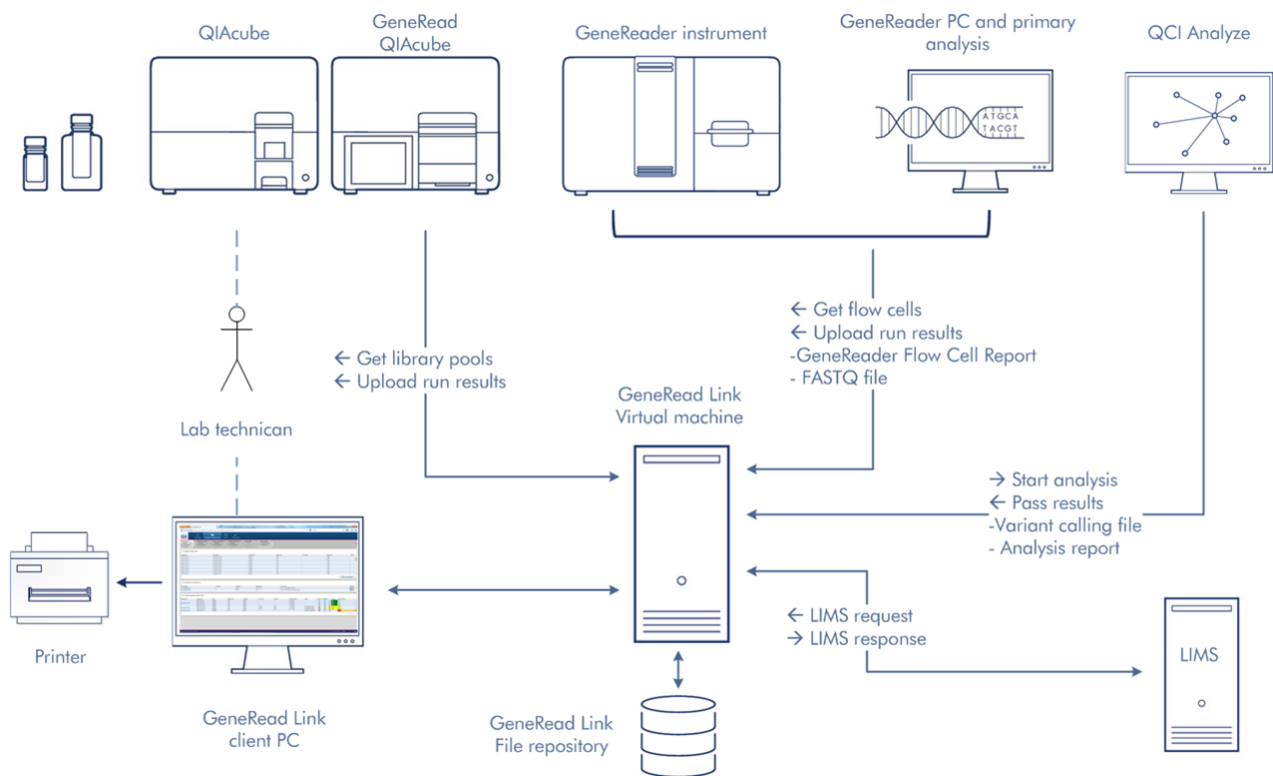 QIAcube
GeneRead
QIAcube
GeneReader instrument
GeneReader PC and primary
analysis
QCI Analyze
ATGCA
TACGT
← Get flow cells
← Upload run results
-GeneReader Flow Cell Report
- FASTQ file
← Get library pools
← Upload run results
GeneRead Link
Virtual machine
Lab technican
→ Start analysis
← Pass results
-Variant calling file
- Analysis report
← LIMS request
→ LIMS response
LIMS
Printer
GeneRead Link
client PC
GeneRead Link
File repository